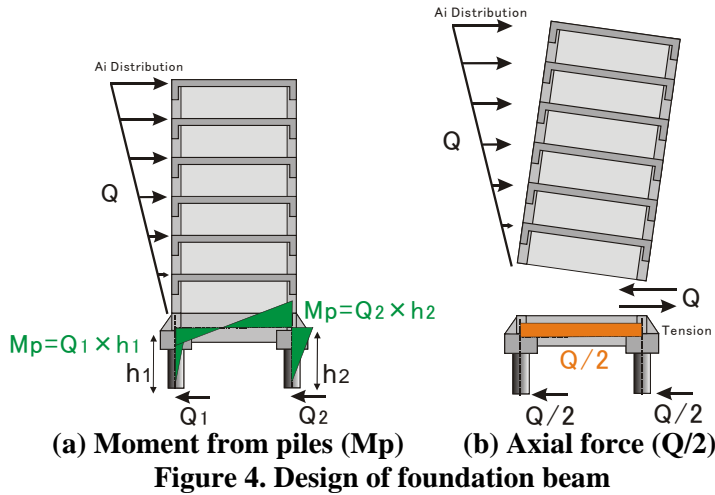 Ai Distribution
Q
Mp=Q1×h1
Mp=Q2×h2
h1
h2
Q1
Q2
(a) Moment from piles (Mp)
Ai Distribution
Q
Q
Tension
Q/2
Q/2
Q/2
(b) Axial force (Q/2)
Figure 4. Design of foundation beam